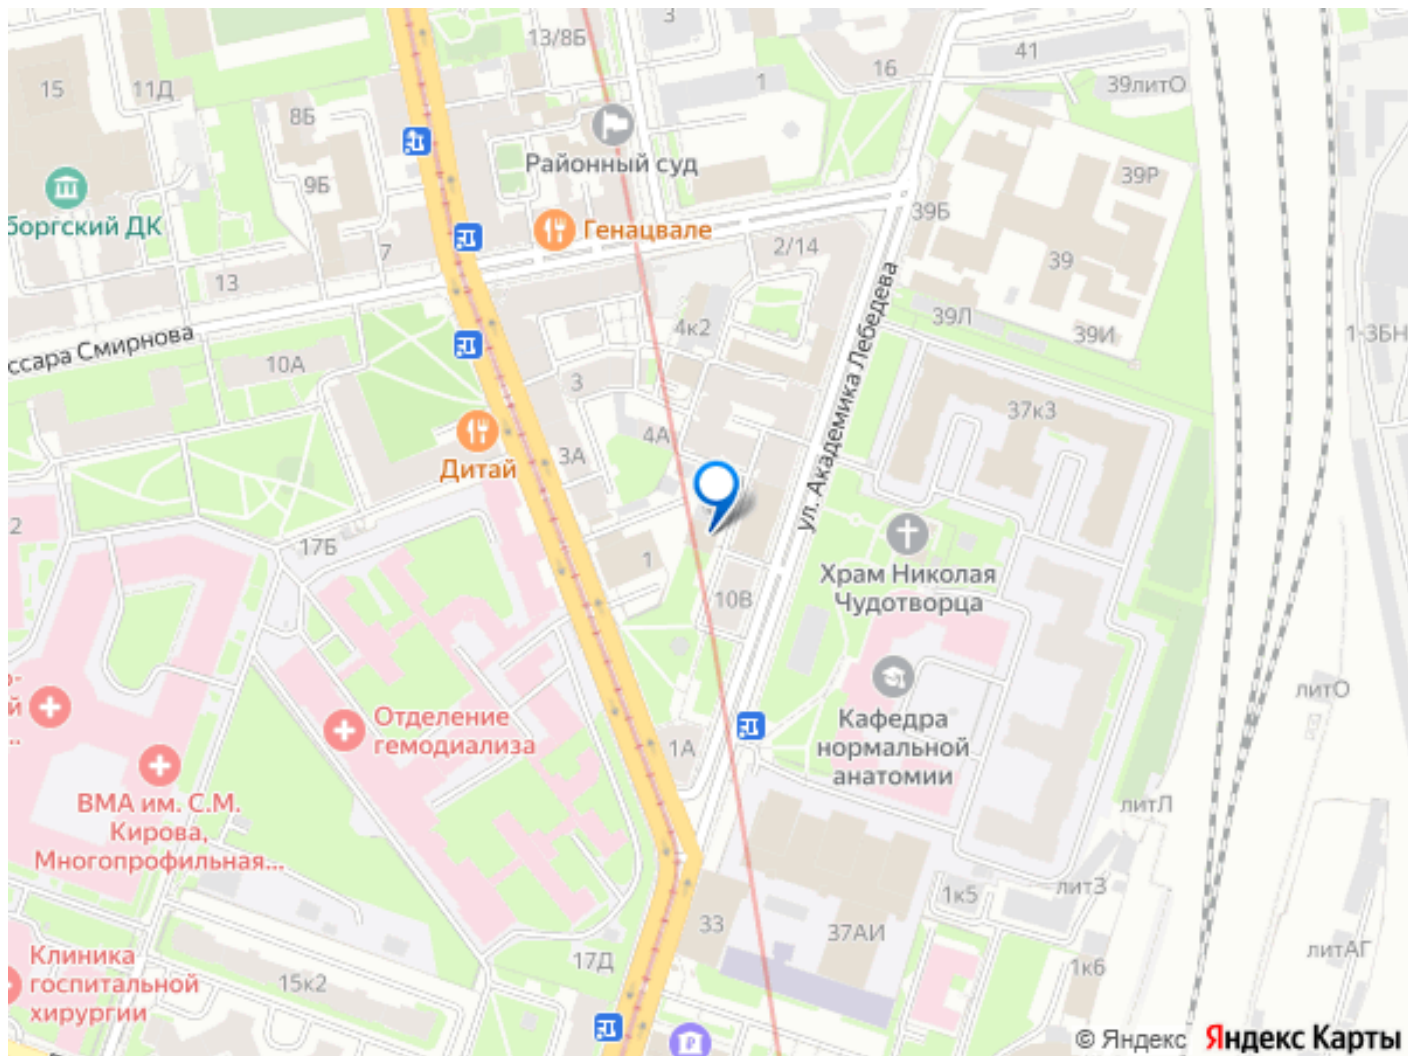 3
13/8Б
41
16
1
39литО
15
11Д
8Б
Районный суд
39Р
9Б
39Б
боргский ДК
Генацвале
2/14
7
39
13
39Л
4к2
39И
1-3БН
ссара Смирнова
10А
ул. Академика Лебедева
3
37к3
4А
3А
Дитай
2
17Б
1
Храм Николая
Чудотворца
10В
литО
й
...
Отделение
гемодиализа
1А
Кафедра
нормальной
анатомии
ВМА им. С.М.
Кирова,
Многопрофильная...
литЛ
литЗ
1к5
33
37АИ
литАГ
Клиника
госпитальной
хирургии
17Д
15к2
1к6
© Яндекс Яндекс Карты